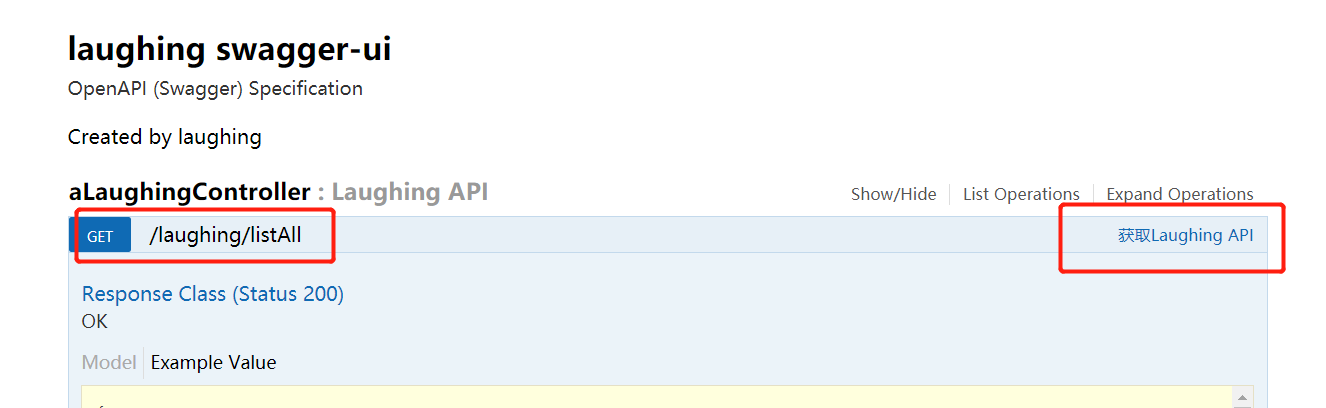 laughing swagger-ui
OpenAPI (Swagger) Specification
Created by laughing
aLaughingController : Laughing API Show/Hide List Operations Expand Operations
GET /laughing/listAll 获取Laughing API
Response Class (Status 200)
OK
Model Example Value